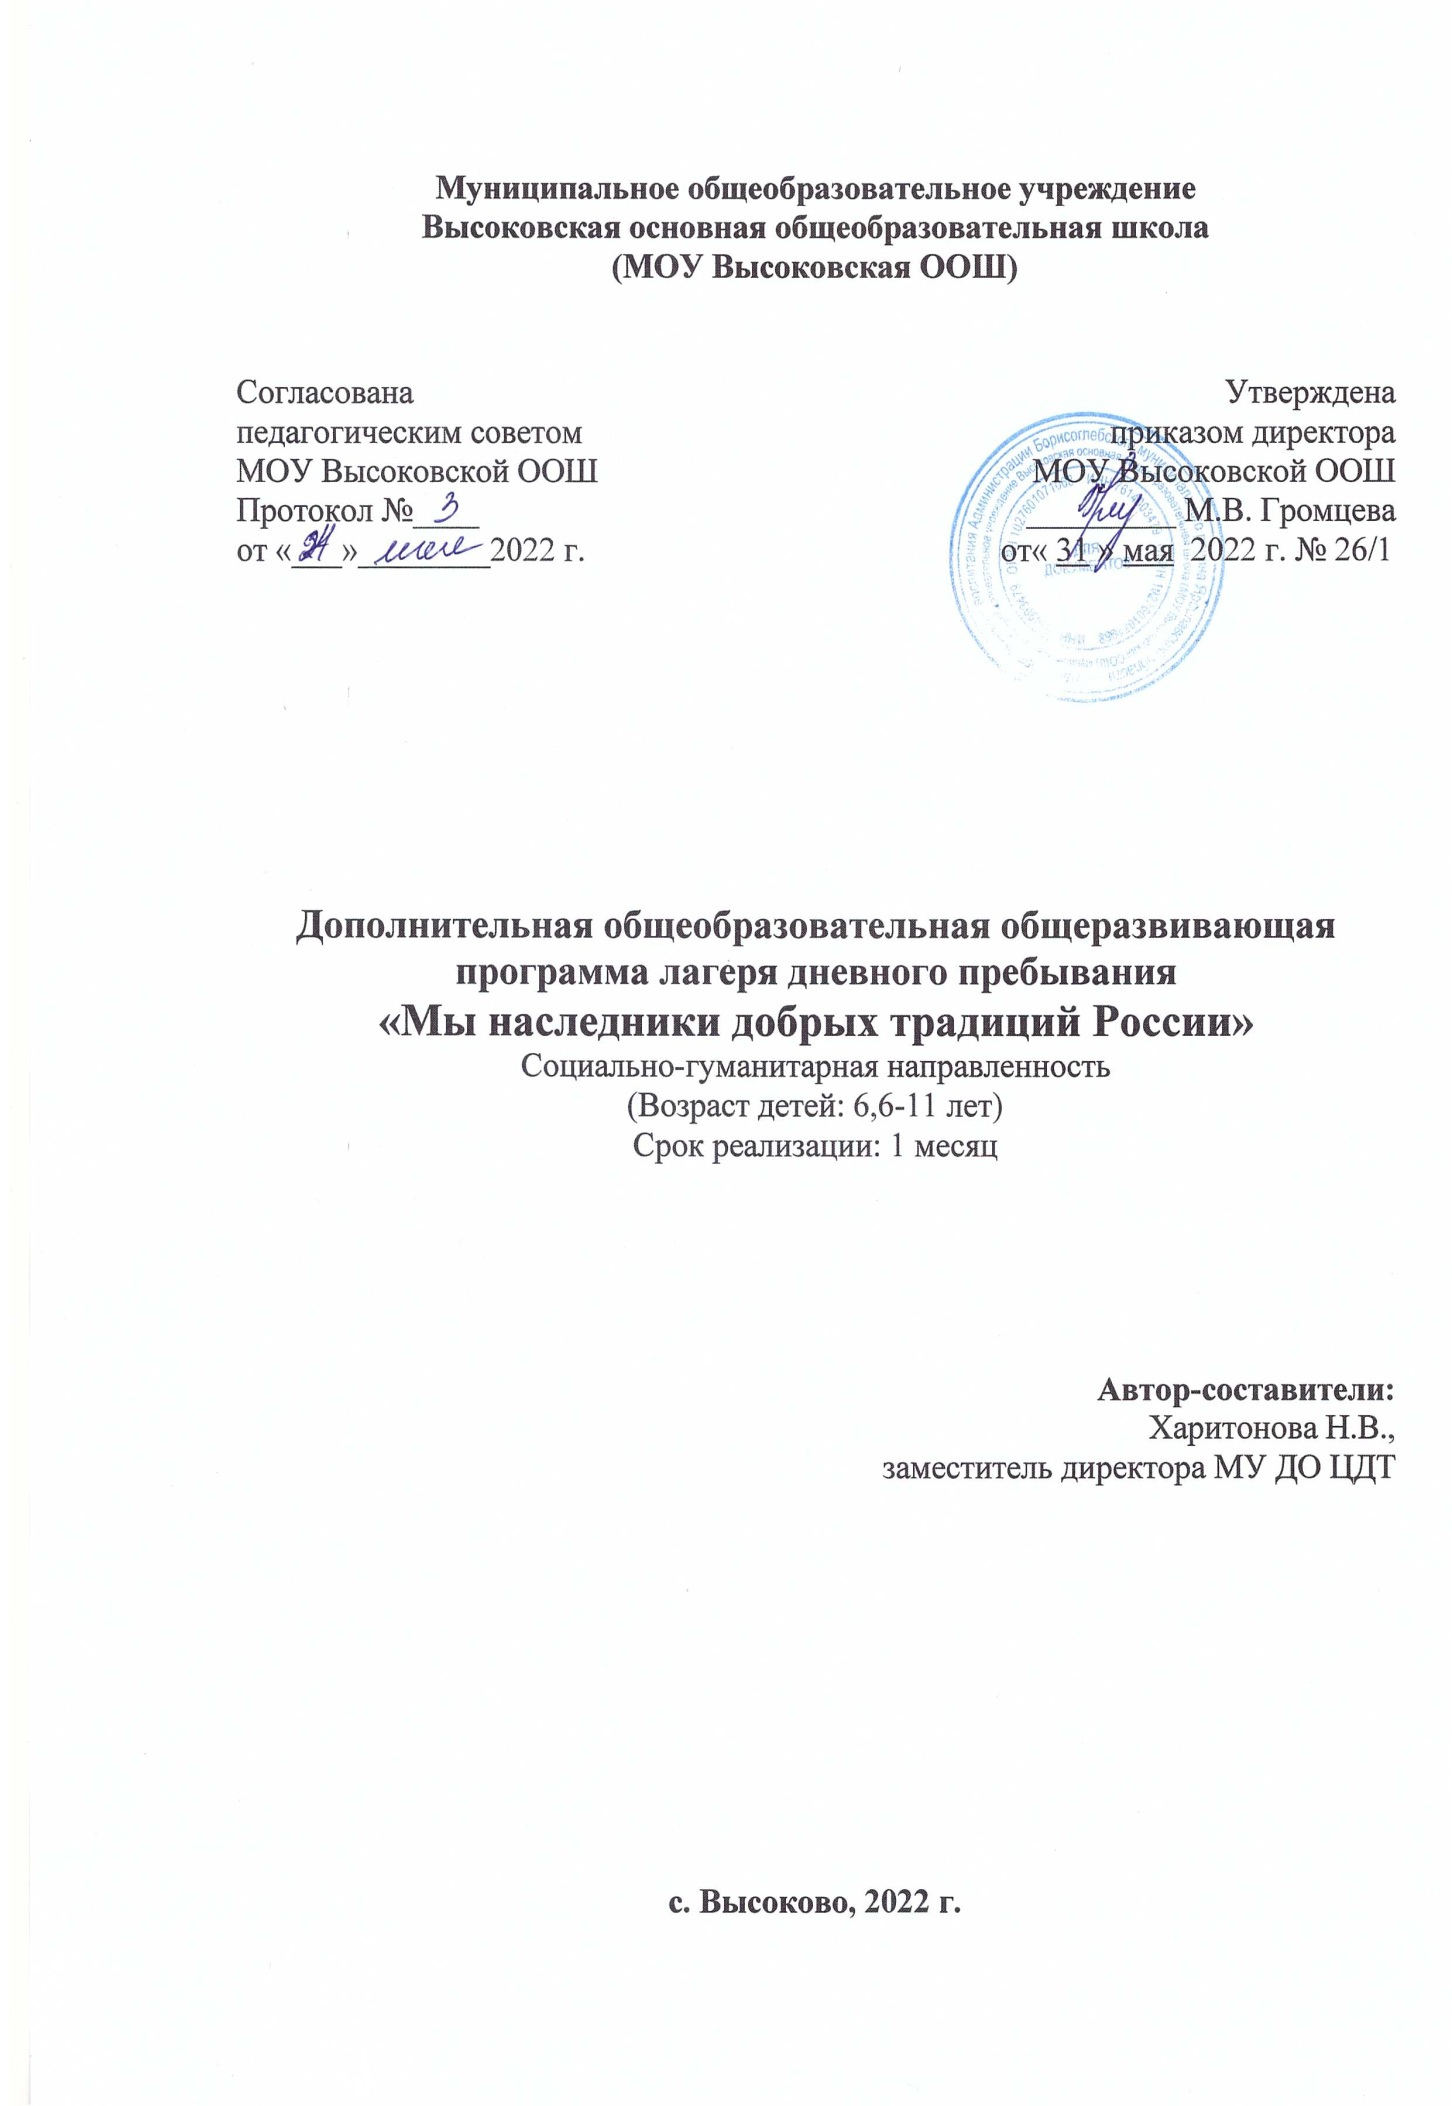 Муниципальное общеобразовательное учреждение
Высоковская основная общеобразовательная школа
(МОУ Высоковская ООШ)
Согласована
педагогическим советом
МОУ Высоковской ООШ
Протокол № 3
от « » мая 2022 г.
Утверждена
приказом директора
МОУ Высоковской ООШ
М.В. Громцева
от« 31 » мая 2022 г. № 26/1
Дополнительная общеобразовательная общеразвивающая
программа лагеря дневного пребывания
«Мы наследники добрых традиций России»
Социально-гуманитарная направленность
(Возраст детей: 6,6-11 лет)
Срок реализации: 1 месяц
Автор-составители:
Харитонова Н.В.,
заместитель директора МУ ДО ЦДТ
с. Высоково, 2022 г.